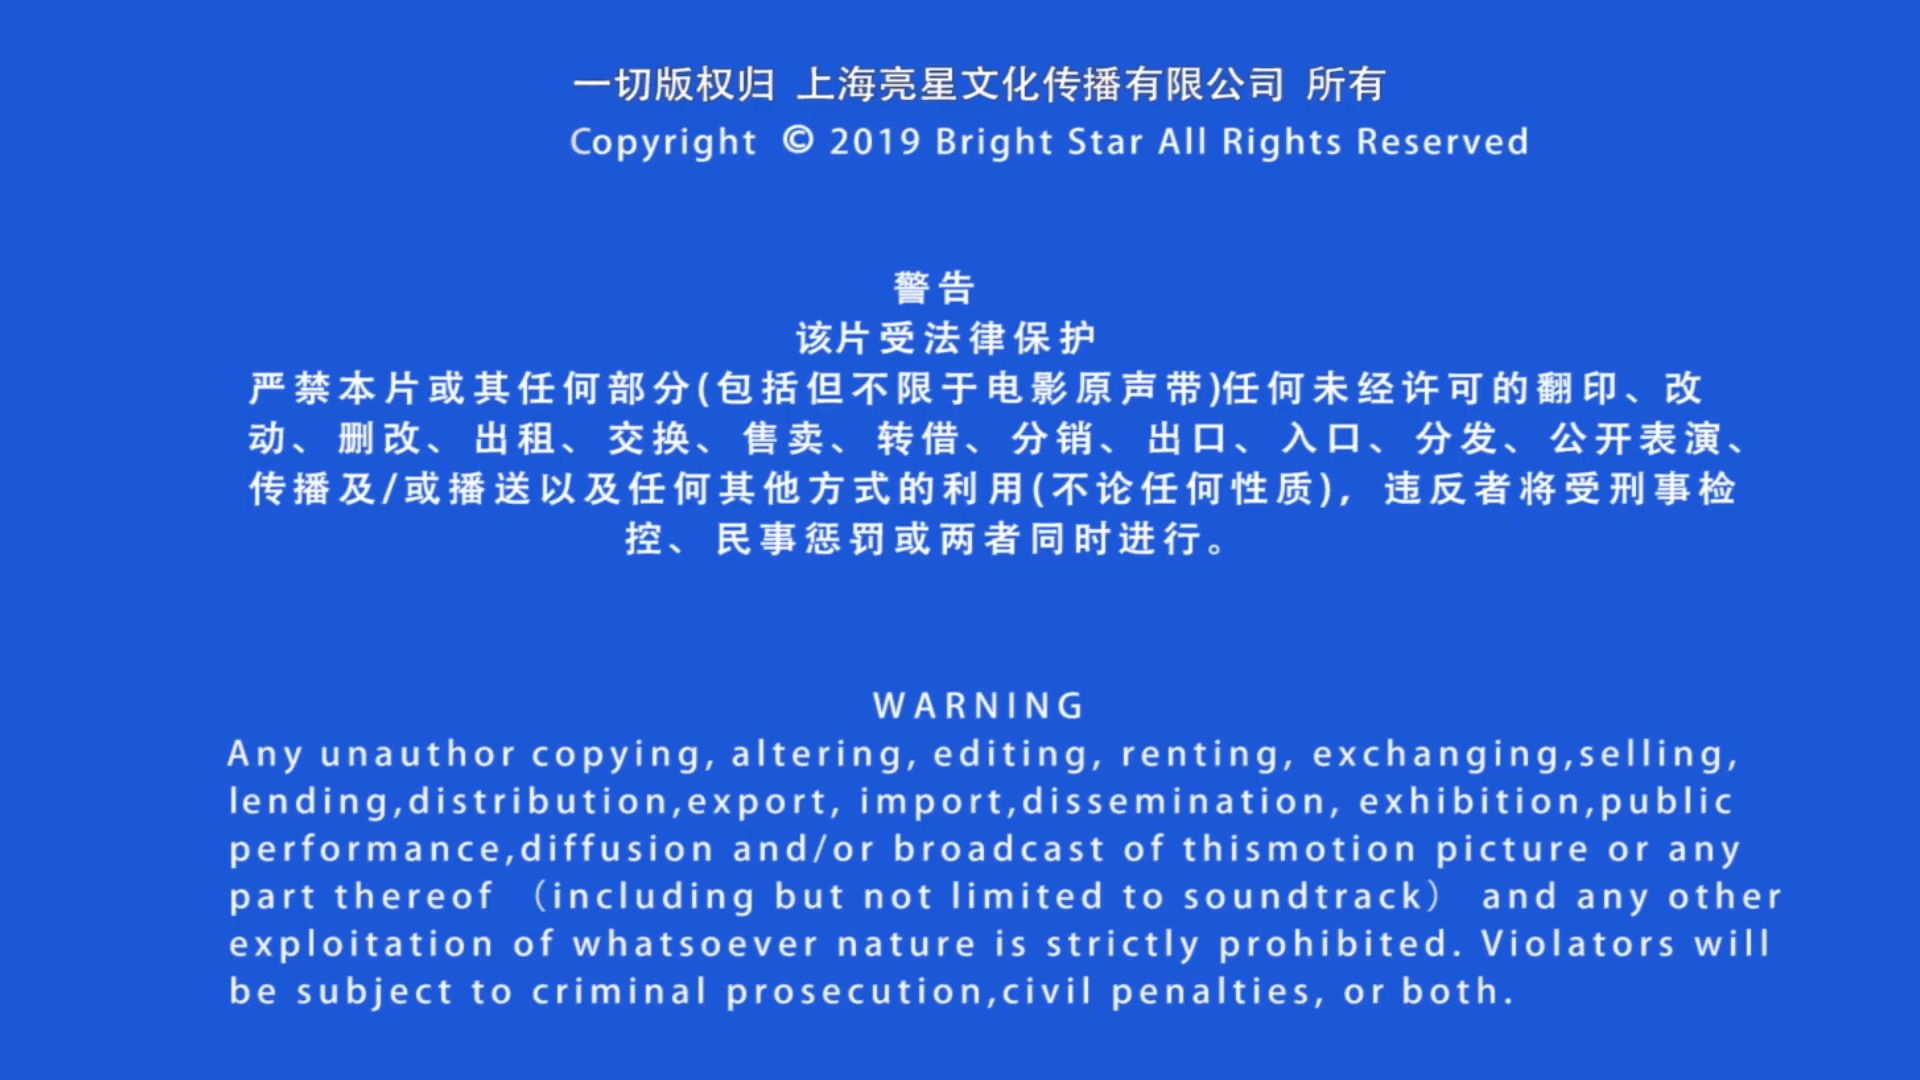 一切版权归 上海亮星文化传播有限公司 所有
Copyright © 2019 Bright Star All Rights Reserved
警告
该片受法律保护
严禁本片或其任何部分(包括但不限于电影原声带)任何未经许可的翻印、改
动、删改、出租、交换、售卖、转借、分销、出口、入口、分发、公开表演、
传播及/或播送以及任何其他方式的利用(不论任何性质)，违反者将受刑事检
控、民事惩罚或两者同时进行。
WARNING
Any unauthor copying, altering, editing, renting, exchanging,selling,
lending,distribution,export, import,dissemination, exhibition,public
performance,diffusion and/or broadcast of thismotion picture or any
part thereof （including but not limited to soundtrack） and any other
exploitation of whatsoever nature is strictly prohibited. Violators will
be subject to criminal prosecution,civil penalties, or both.